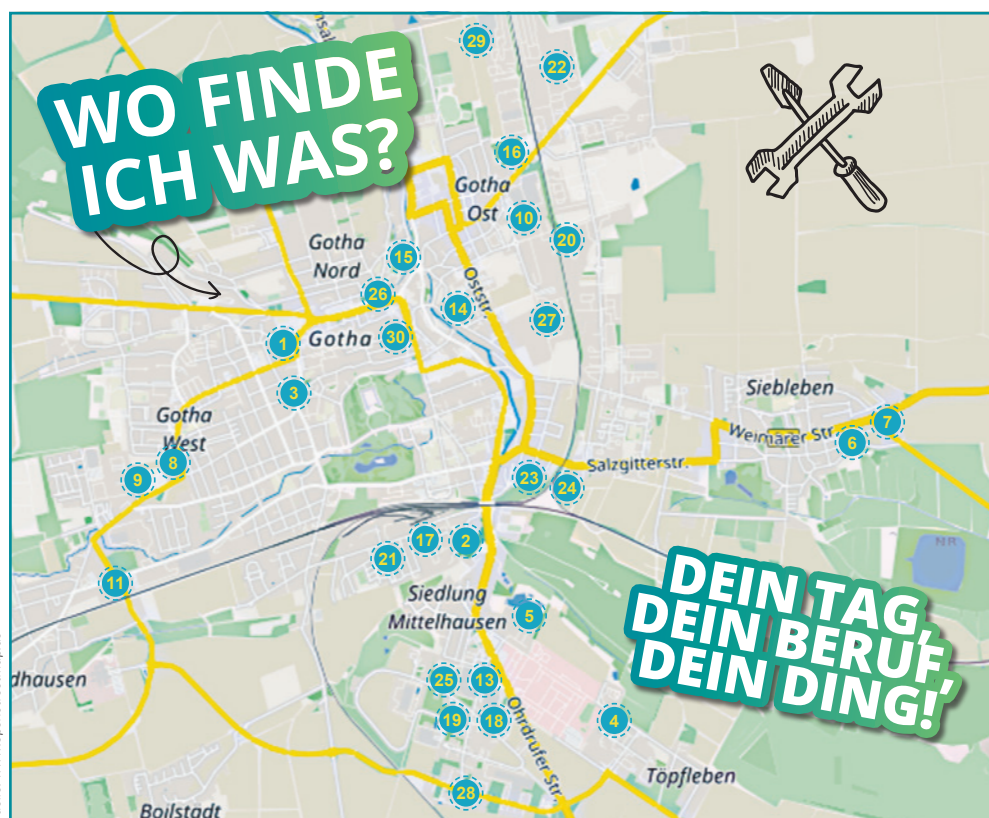 29
22
WO FINDE
ICH WAS?
16
Gotha
Ost
10
20
Gotha
Nord
15
26
Oststr.
14
27
1
Gotha
30
3
Siebleben
Gotha
West
Weimarer Str.
7
6
8
9
Salzgitterstr.
23
24
17
2
NR
21
11
Siedlung
Mittelhausen
5
DEIN TAG,
DEIN BERUF,
DEIN DING!
dhausen
25
13
19
18
Ohrdrufer Str.
4
Töpfleben
28
Boilstadt